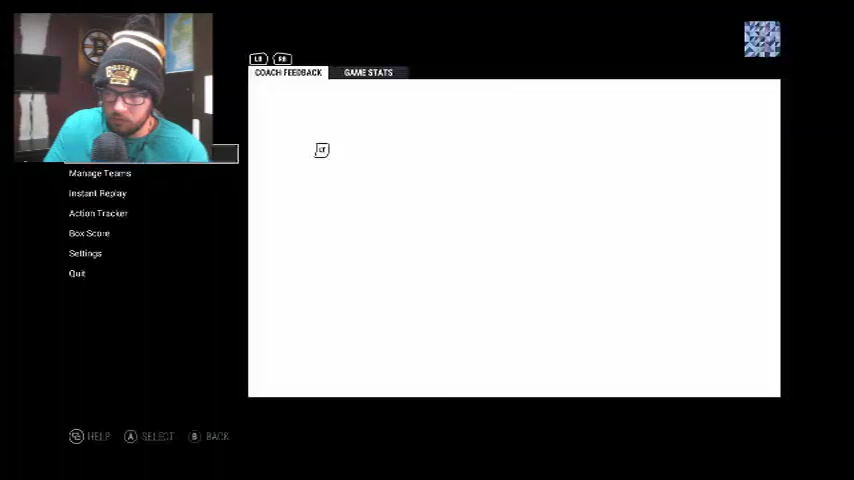 LB RB
COACH FEEDBACK GAME STATS
LT
Manage Teams
Instant Replay
Action Tracker
Box Score
Settings
Quit
HELP A SELECT B BACK